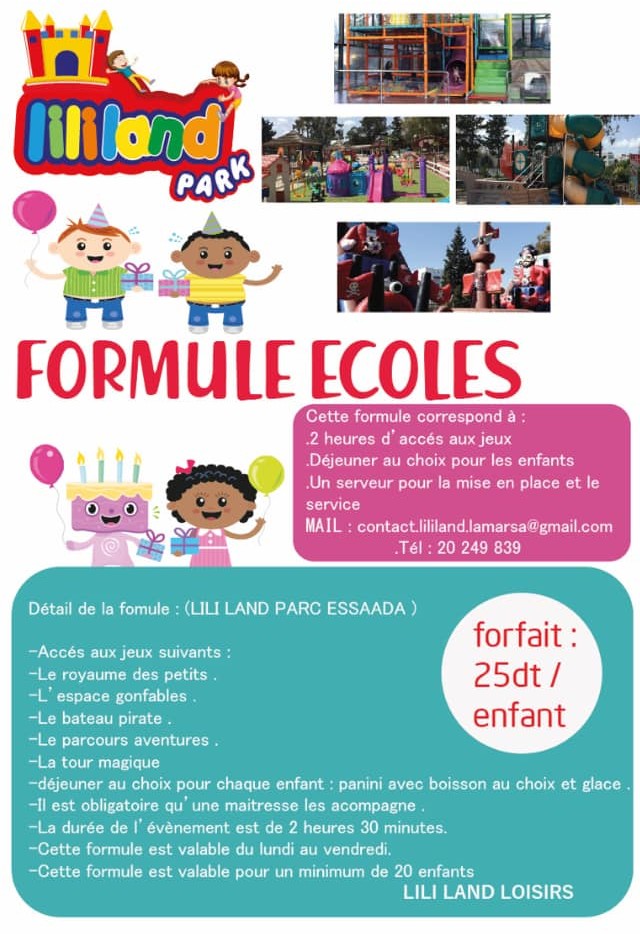 lililand
PARK
FORMULE ECOLES
Cette formule correspond à :
.2 heures d'accés aux jeux
.Déjeuner au choix pour les enfants
.Un serveur pour la mise en place et le
service
MAIL : contact.lililand.lamarsa@gmail.com
.Tél : 20 249 839
Détail de la fomule : (LILI LAND PARC ESSAADA )
forfait :
25dt /
enfant
-Accés aux jeux suivants :
-Le royaume des petits .
-L'espace gonfables .
-Le bateau pirate .
-Le parcours aventures .
-La tour magique
-déjeuner au choix pour chaque enfant : panini avec boisson au choix et glace .
-Il est obligatoire qu'une maitresse les acompagne .
-La durée de l'évènement est de 2 heures 30 minutes.
-Cette formule est valable du lundi au vendredi.
-Cette formule est valable pour un minimum de 20 enfants
LILI LAND LOISIRS